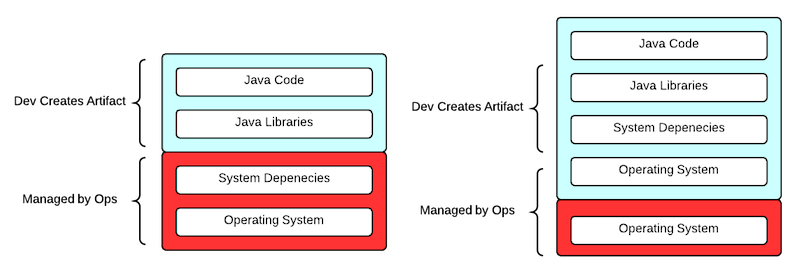 Dev Creates Artifact
Java Code
Java Libraries
Managed by Ops
System Depenecies
Operating System
Dev Creates Artifact
Java Code
Java Libraries
System Depenecies
Operating System
Managed by Ops
Operating System